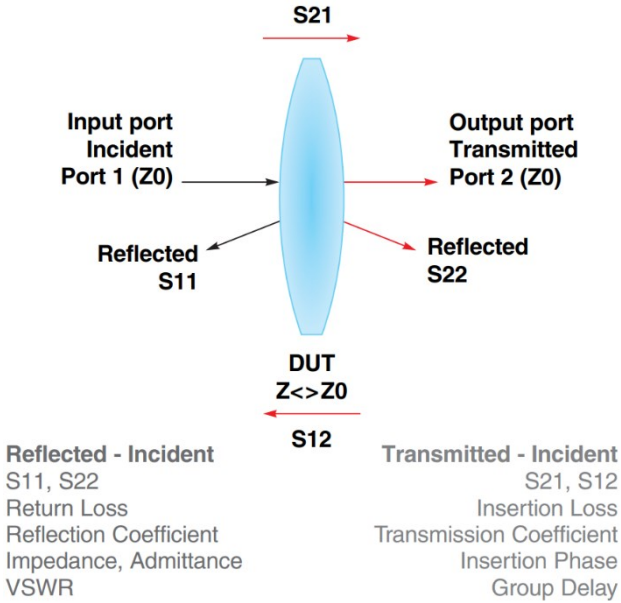 S21
Input port
Incident
Port 1 (Z0)
Output port
Transmitted
Port 2 (Z0)
Reflected
S11
Reflected
S22
DUT
Z<>Z0
S12
Reflected - Incident
S11, S22
Return Loss
Reflection Coefficient
Impedance, Admittance
VSWR
Transmitted - Incident
S21, S12
Insertion Loss
Transmission Coefficient
Insertion Phase
Group Delay